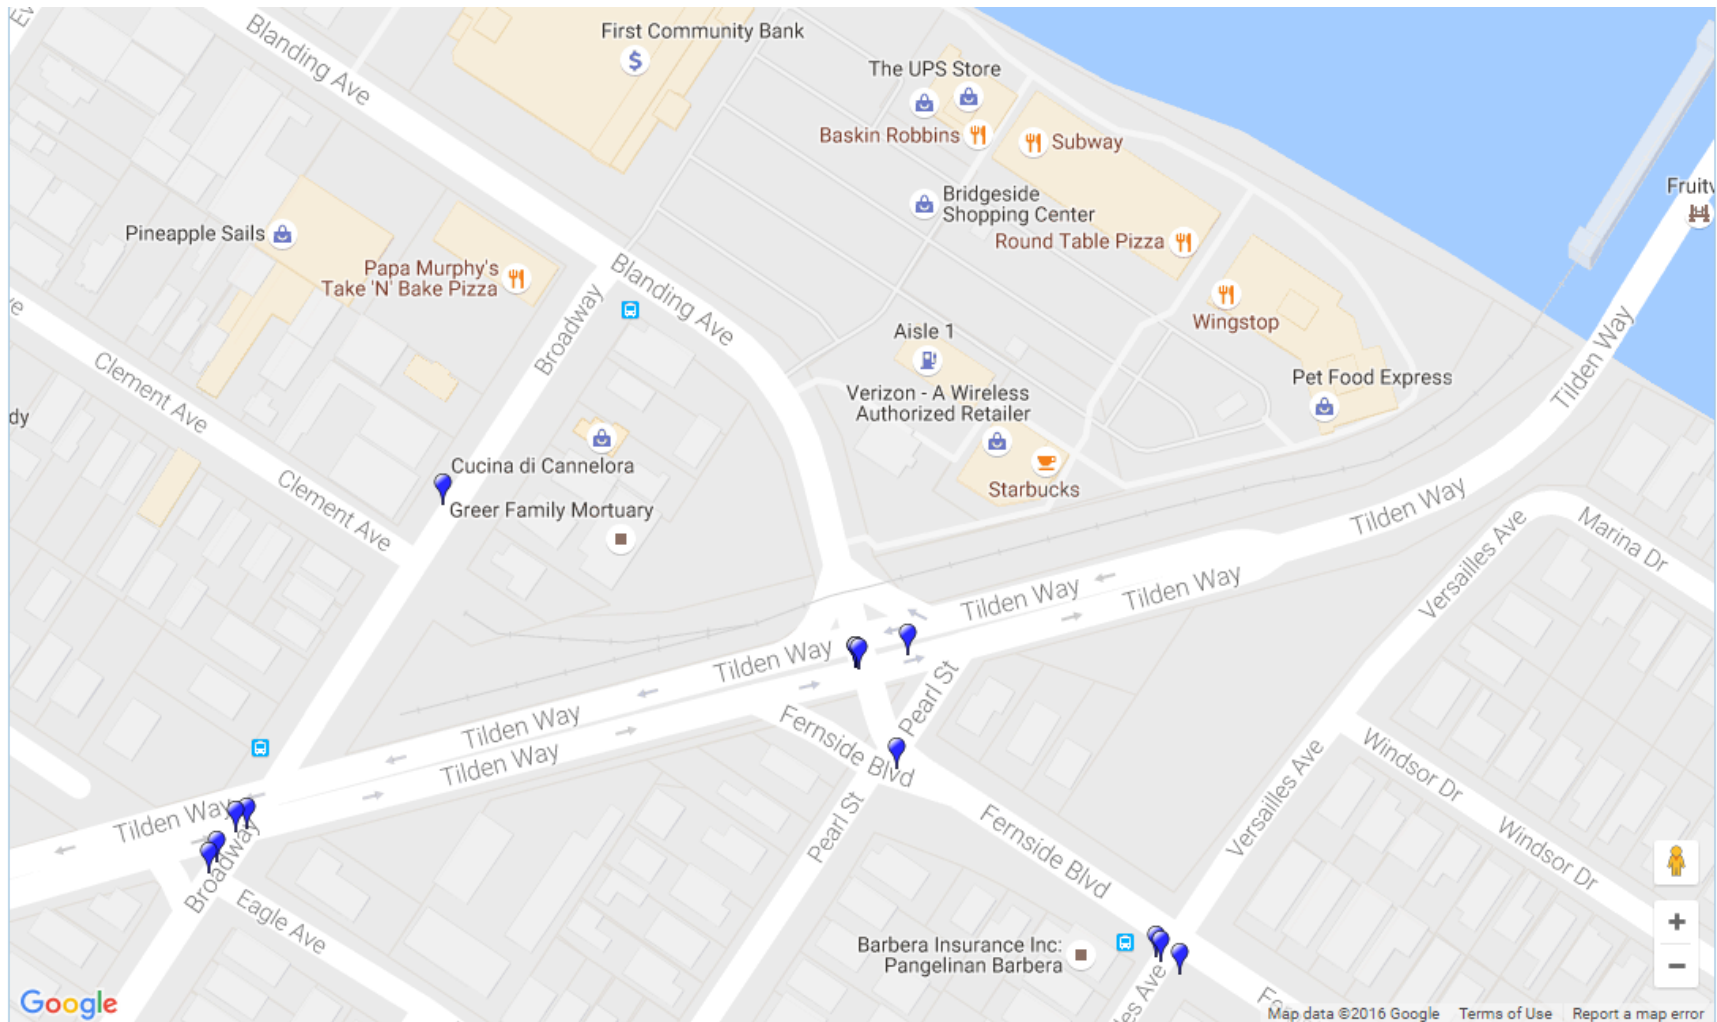 First Community Bank
Blanding Ave
The UPS Store
Baskin Robbins
Subway
Bridgeside
Shopping Center
Round Table Pizza
Pineapple Sails
Papa Murphy's
Take 'N' Bake Pizza
Blanding Ave
Broadway
Wingstop
Aisle 1
Verizon - A Wireless
Authorized Retailer
Pet Food Express
Tilden Way
Clement Ave
Clement Ave
Cucina di Cannelora
Greer Family Mortuary
Starbucks
Tilden Way
Versailles Ave
Marina Dr
Tilden Way
Tilden Way
Tilden Way
Tilden Way
Tilden Way
Pearl St
Fernside Blvd
Tilden Way
Broadway
Eagle Ave
Pearl St
Fernside Blvd
Versailles Ave
Windsor Dr
Windsor Dr
Barbera Insurance Inc:
Pangelinan Barbera
Google
Map data ©2016 Google Terms of Use Report a map error